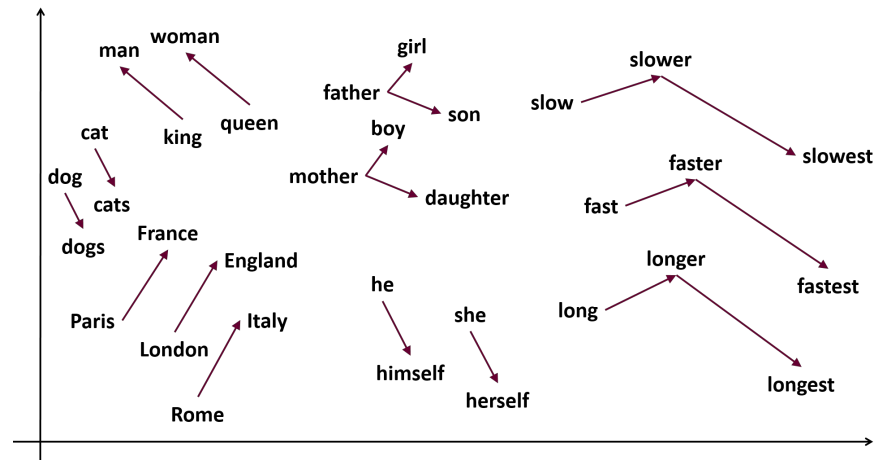 man
woman
king
queen
cat
cats
dog
dogs
France
England
Paris
Italy
London
Rome
girl
father
son
boy
mother
daughter
he
she
himself
herself
slower
slow
slowest
faster
fast
fastest
longer
long
longest